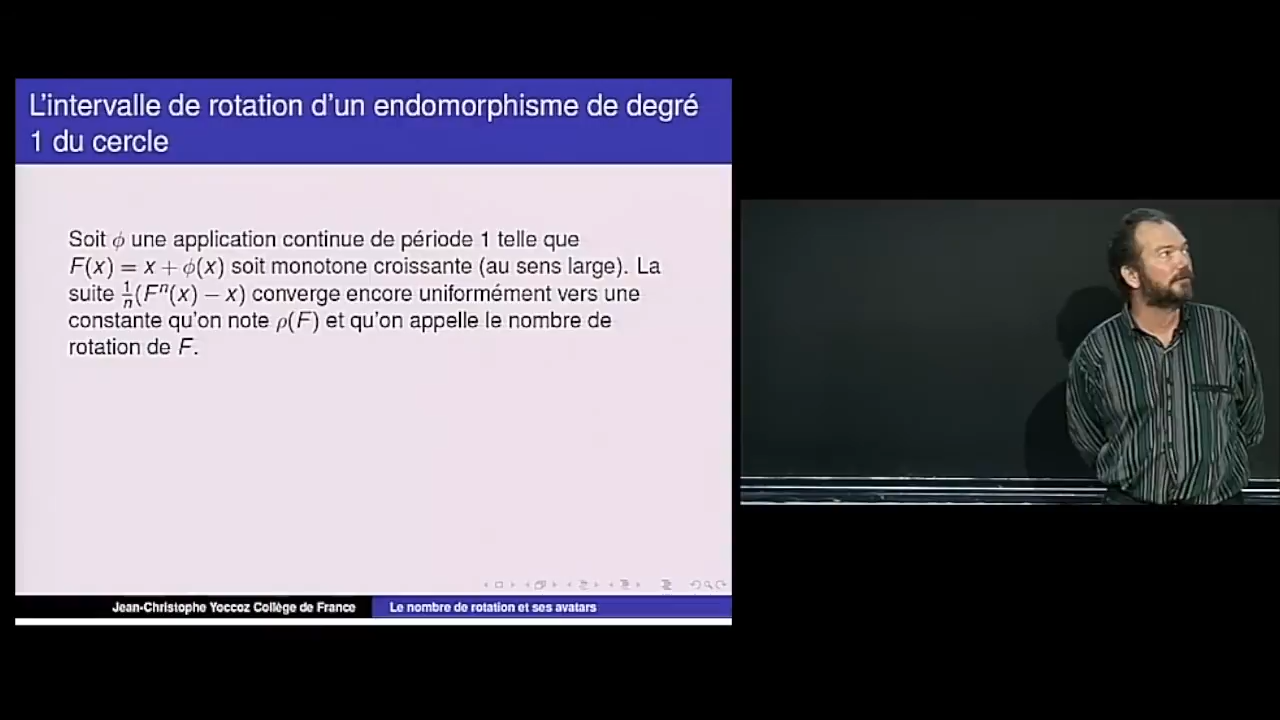 L'intervalle de rotation d'un endomorphisme de degré
1 du cercle
Soit ϕ une application continue de période 1 telle que
F(x) = x + ϕ(x) soit monotone croissante (au sens large). La
suite 1/n(Fⁿ(x) − x) converge encore uniformément vers une
constante qu'on note ρ(F) et qu'on appelle le nombre de
rotation de F.
Jean-Christophe Yoccoz Collège de France
Le nombre de rotation et ses avatars